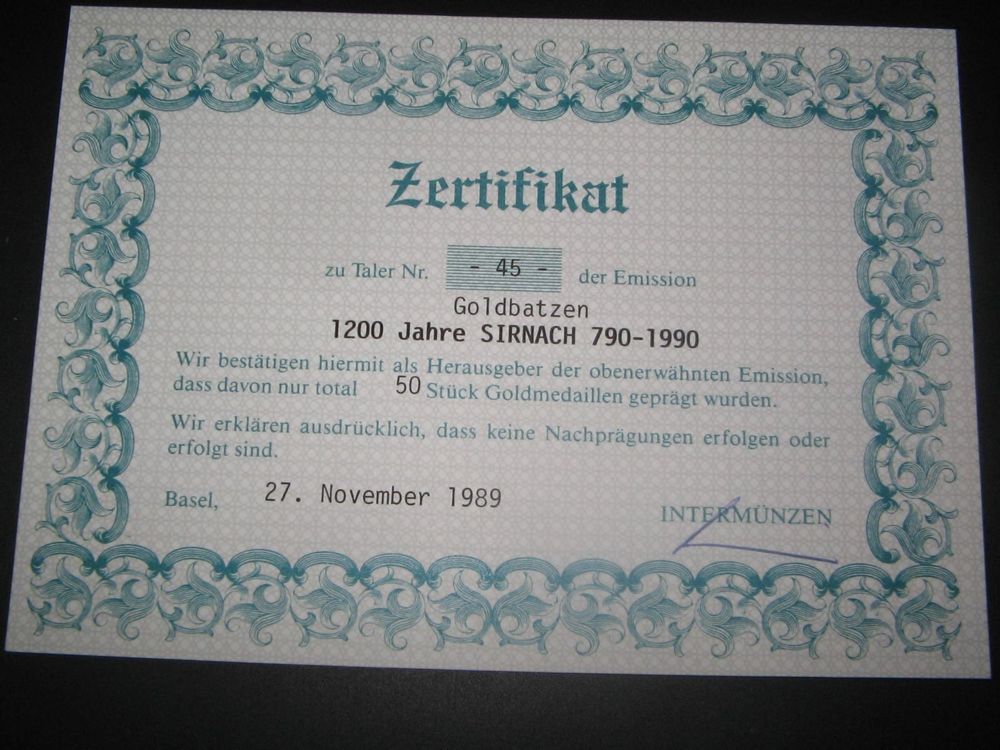 Zertifikat
zu Taler Nr. - 45 - der Emission
Goldbatzen
1200 Jahre SIRNACH 790-1990
Wir bestätigen hiermit als Herausgeber der obenerwähnten Emission,
dass davon nur total 50 Stück Goldmedaillen geprägt wurden.
Wir erklären ausdrücklich, dass keine Nachprägungen erfolgen oder
erfolgt sind.
Basel, 27. November 1989
INTERMÜNZEN